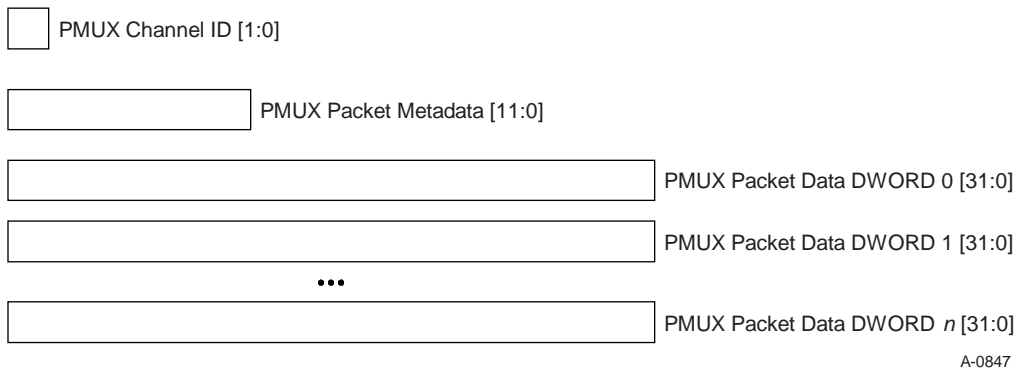 PMUX Channel ID [1:0]
PMUX Packet Metadata [11:0]
PMUX Packet Data DWORD 0 [31:0]
PMUX Packet Data DWORD 1 [31:0]
•••
PMUX Packet Data DWORD n [31:0]
A-0847